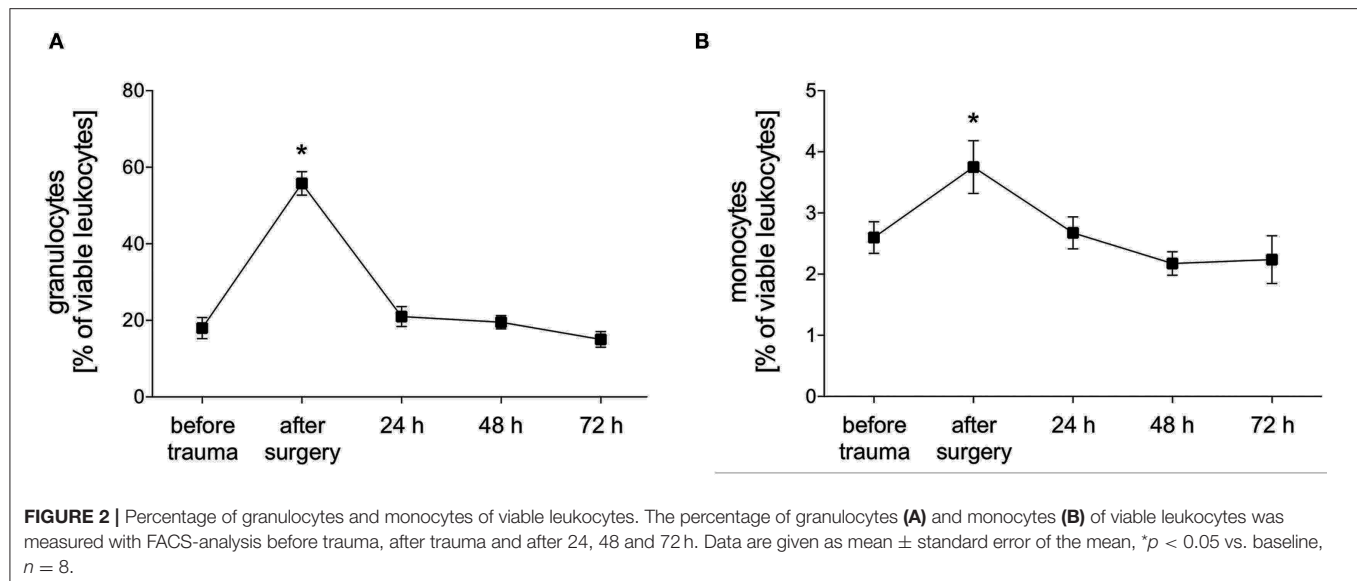 A
granulocytes
[% of viable leukocytes]
80
60
40
20
0
*
before
trauma
after
surgery
24 h
48 h
72 h
B
monocytes
[% of viable leukocytes]
5
4
3
2
1
0
*
before
trauma
after
surgery
24 h
48 h
72 h
FIGURE 2 | Percentage of granulocytes and monocytes of viable leukocytes. The percentage of granulocytes (A) and monocytes (B) of viable leukocytes was
measured with FACS-analysis before trauma, after trauma and after 24, 48 and 72 h. Data are given as mean ± standard error of the mean, *p < 0.05 vs. baseline,
n = 8.